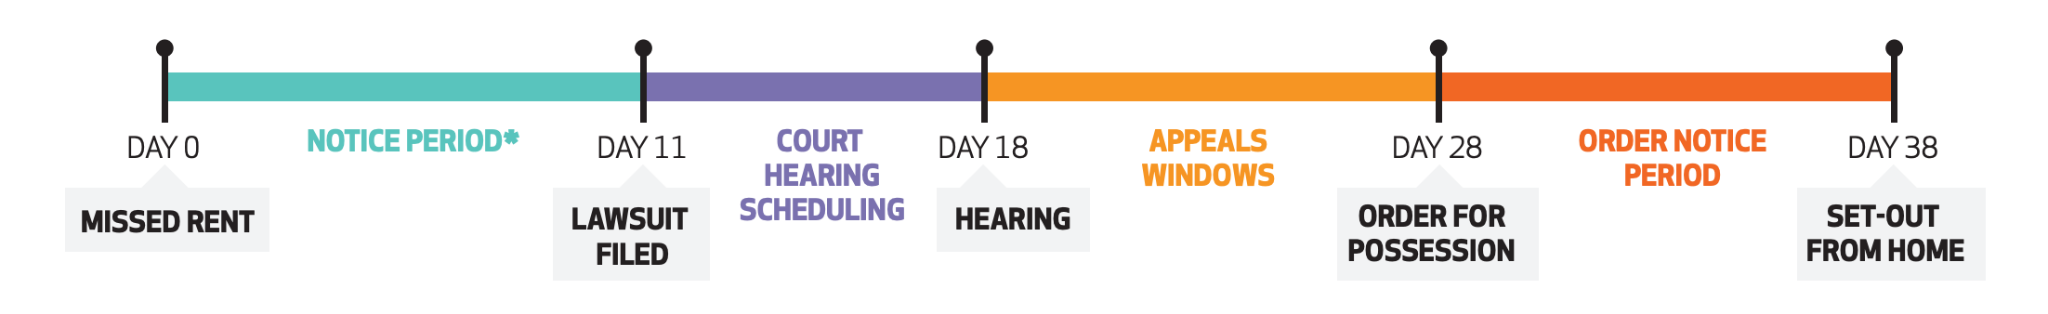 DAY 0
NOTICE PERIOD*
DAY 11
COURT
HEARING
SCHEDULING
DAY 18
APPEALS
WINDOWS
DAY 28
ORDER NOTICE
PERIOD
DAY 38
MISSED RENT
LAWSUIT
FILED
HEARING
ORDER FOR
POSSESSION
SET-OUT
FROM HOME